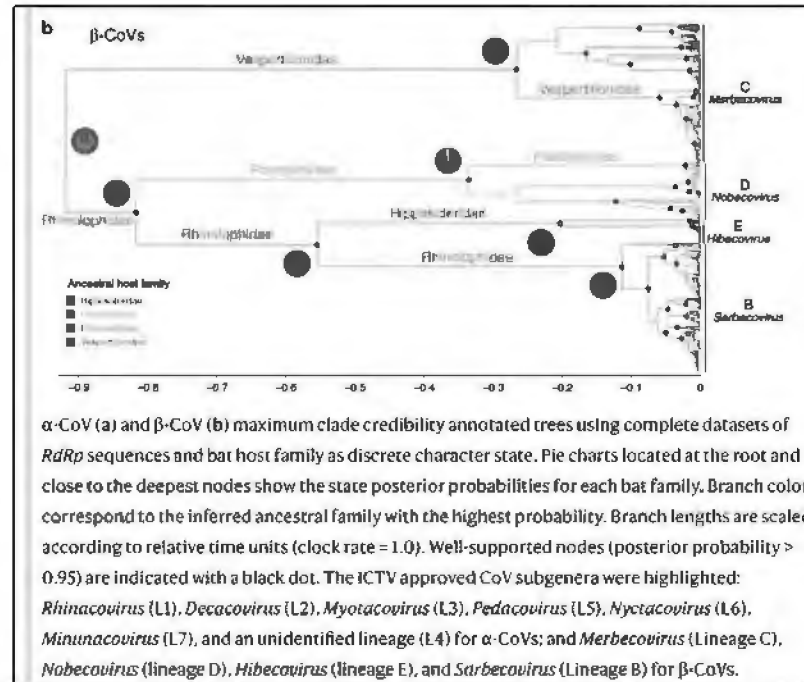 b
β-CoVs
Vespertilionidae
Vespertilionidae
C
Merbecovirus
D
Nobecovirus
Hipposideridae
E
Hibecovirus
Rhinolophidae
Rhinolophidae
Rhinolophidae
B
Sarbecovirus
Ancestral host family
Hipposideridae
Vespertilionidae
−0.9 −0.8 −0.7 −0.6 −0.5 −0.4 −0.3 −0.2 −0.1 0
α-CoV (a) and β-CoV (b) maximum clade credibility annotated trees using complete datasets of
RdRp sequences and bat host family as discrete character state. Pie charts located at the root and
close to the deepest nodes show the state posterior probabilities for each bat family. Branch color
correspond to the inferred ancestral family with the highest probability. Branch lengths are scaled
according to relative time units (clock rate = 1.0). Well-supported nodes (posterior probability >
0.95) are indicated with a black dot. The ICTV approved CoV subgenera were highlighted:
Rhinacovirus (L1), Decacovirus (L2), Myotacovirus (L3), Pedacovirus (L5), Nyctacovirus (L6),
Minunacovirus (L7), and an unidentified lineage (L4) for α-CoVs; and Merbecovirus (Lineage C),
Nobecovirus (lineage D), Hibecovirus (lineage E), and Sarbecovirus (Lineage B) for β-CoVs.